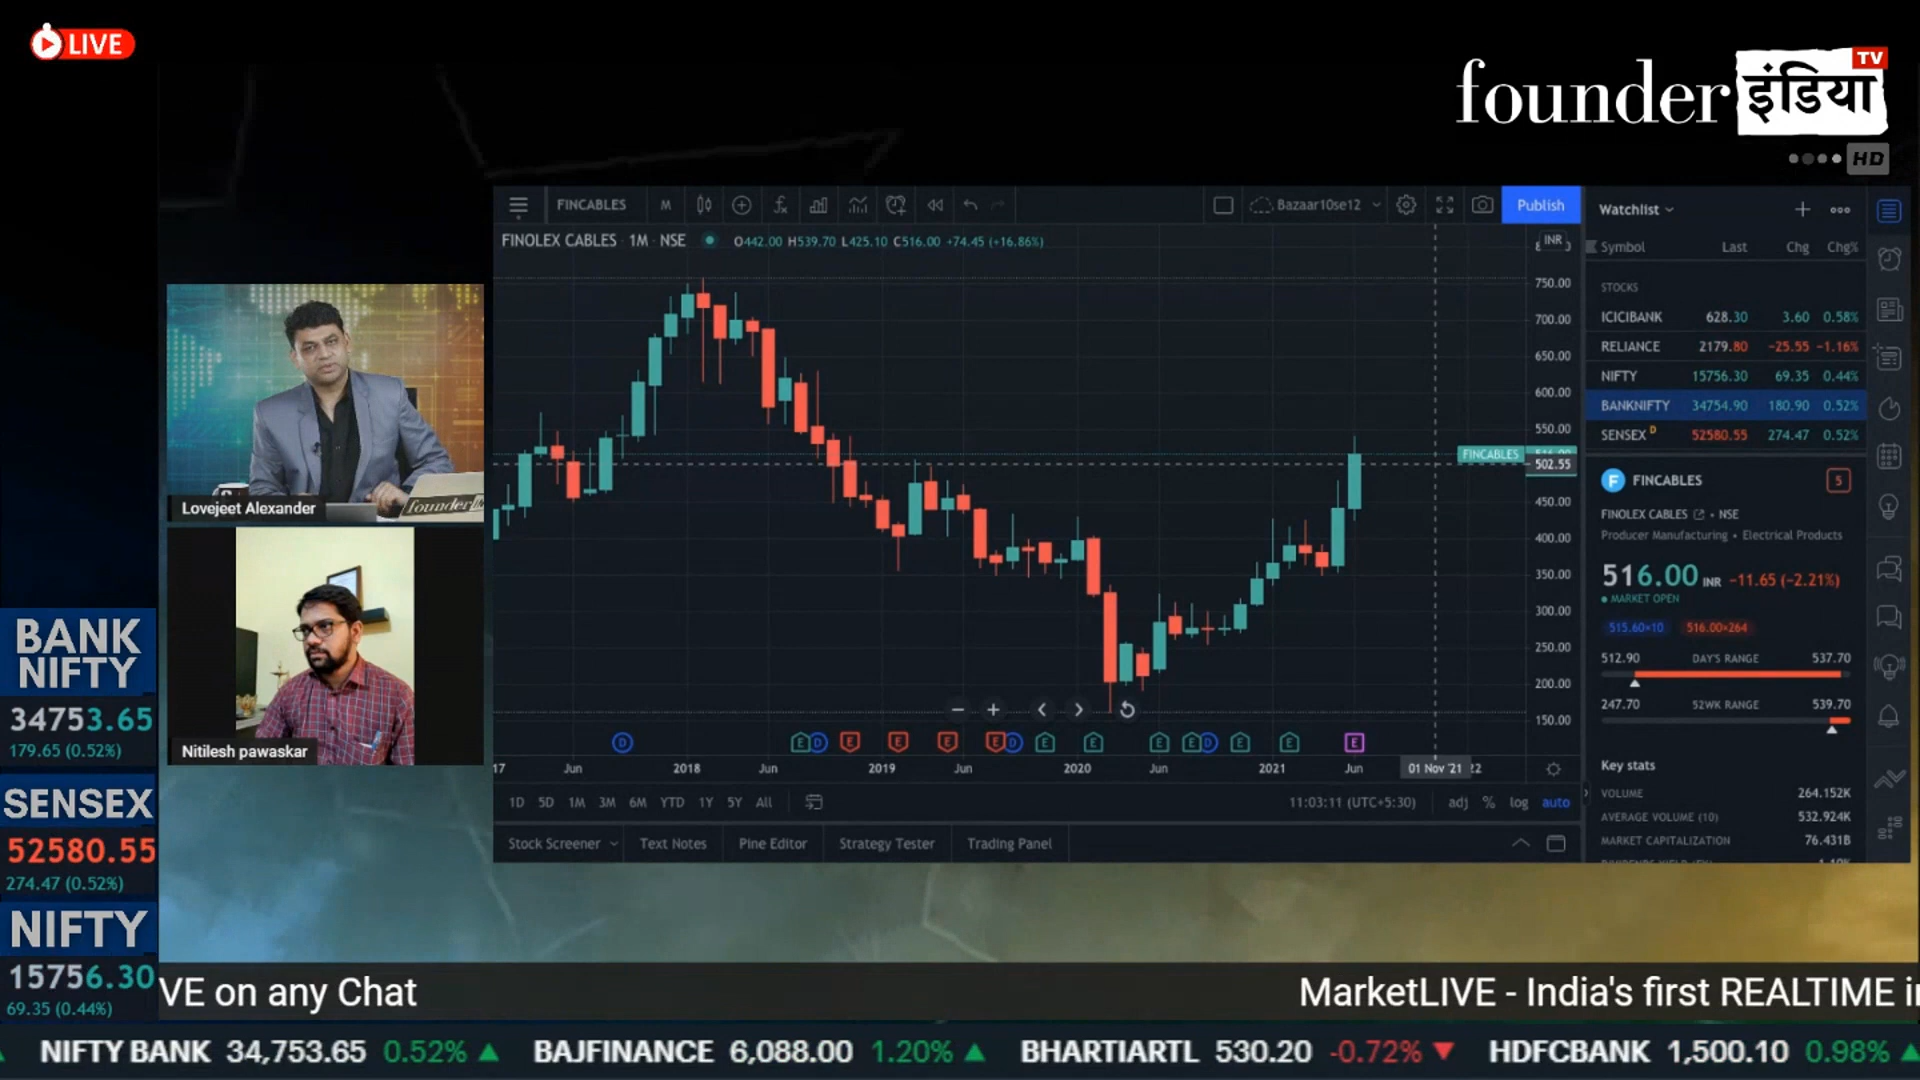 LIVE
founder इंडिया TV
HD
FINCABLES M Bazaar10se12 Publish
FINOLEX CABLES · 1M · NSE O442.00 H539.70 L425.10 C516.00 +74.45 (+16.86%)
INR
750.00
700.00
650.00
600.00
550.00
FINCABLES
502.55
450.00
400.00
350.00
300.00
250.00
200.00
150.00
D E D E E E E D E E E E D E E E
17 Jun 2018 Jun 2019 Jun 2020 Jun 2021 Jun 01 Nov '21 22
1D 5D 1M 3M 6M YTD 1Y 5Y All 11:03:11 (UTC+5:30) adj % log auto
Stock Screener Text Notes Pine Editor Strategy Tester Trading Panel
Watchlist
Symbol Last Chg Chg%
STOCKS
ICICIBANK 628.30 3.60 0.58%
RELIANCE 2179.80 −25.55 −1.16%
NIFTY 15756.30 69.35 0.44%
BANKNIFTY 34754.90 180.90 0.52%
SENSEX D 52580.55 274.47 0.52%
F FINCABLES 5
FINOLEX CABLES • NSE
Producer Manufacturing • Electrical Products
516.00 INR −11.65 (−2.21%)
MARKET OPEN
515.60×10 516.00×264
512.90 DAY'S RANGE 537.70
247.70 52WK RANGE 539.70
Key stats
VOLUME 264.152K
AVERAGE VOLUME (10) 532.924K
MARKET CAPITALIZATION 76.431B
Lovejeet Alexander
founder
Nitilesh pawaskar
BANK
NIFTY
34753.65
179.65 (0.52%)
SENSEX
52580.55
274.47 (0.52%)
NIFTY
15756.30
69.35 (0.44%)
VE on any Chat MarketLIVE - India's first REALTIME
NIFTY BANK 34,753.65 0.52% ▲ BAJFINANCE 6,088.00 1.20% ▲ BHARTIARTL 530.20 -0.72% ▼ HDFCBANK 1,500.10 0.98% ▲